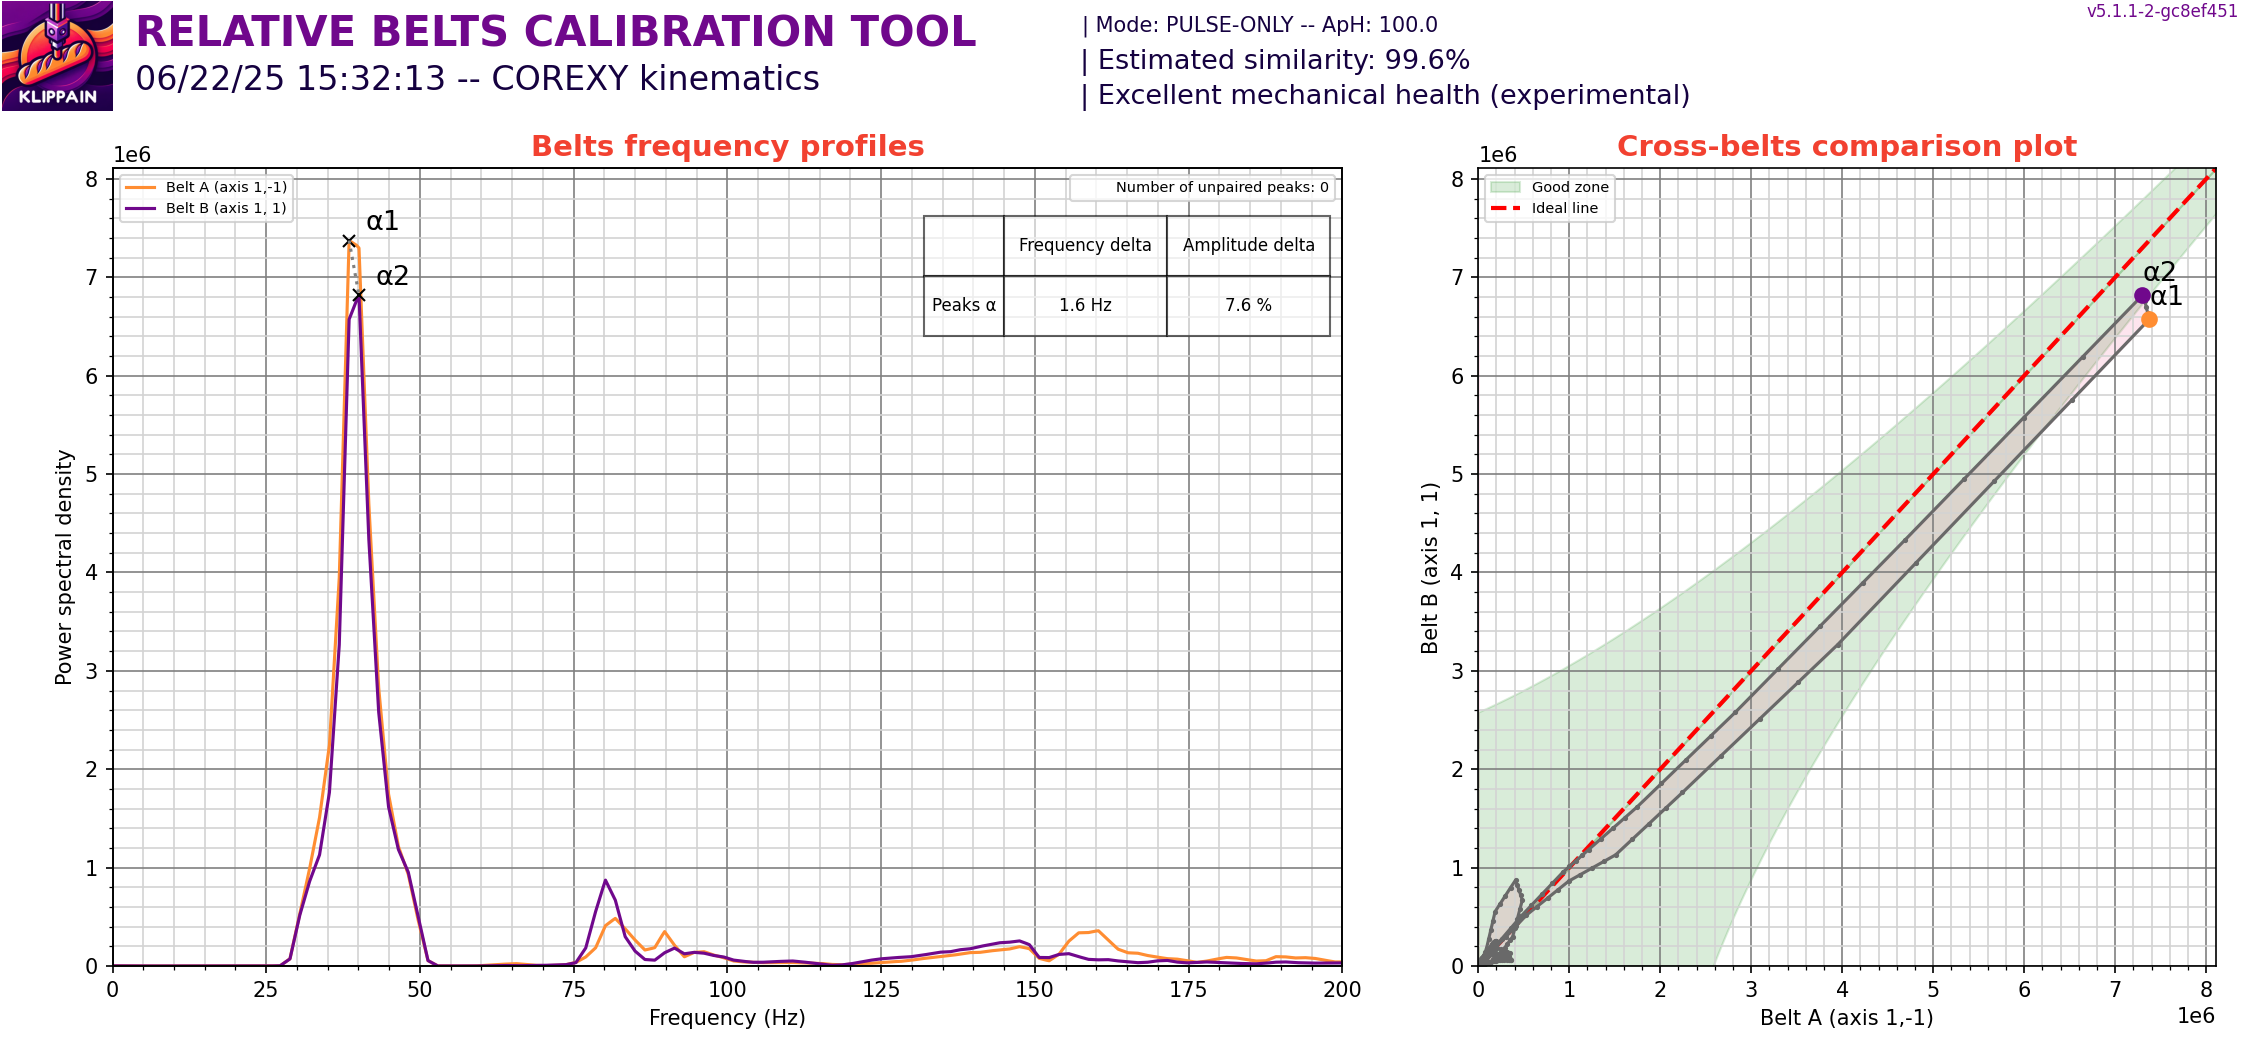 KLIPPAIN
RELATIVE BELTS CALIBRATION TOOL
06/22/25 15:32:13 -- COREXY kinematics
| Mode: PULSE-ONLY -- ApH: 100.0
| Estimated similarity: 99.6%
| Excellent mechanical health (experimental)
v5.1.1-2-gc8ef451
Belts frequency profiles
1e6
Belt A (axis 1,-1)
Belt B (axis 1, 1)
Number of unpaired peaks: 0
Frequency delta Amplitude delta
Peaks α 1.6 Hz 7.6 %
α1
α2
Power spectral density
8
7
6
5
4
3
2
1
0
0 25 50 75 100 125 150 175 200
Frequency (Hz)
Cross-belts comparison plot
1e6
Good zone
Ideal line
α2
α1
Belt B (axis 1, 1)
8
7
6
5
4
3
2
1
0
0 1 2 3 4 5 6 7 8
Belt A (axis 1,-1)
1e6